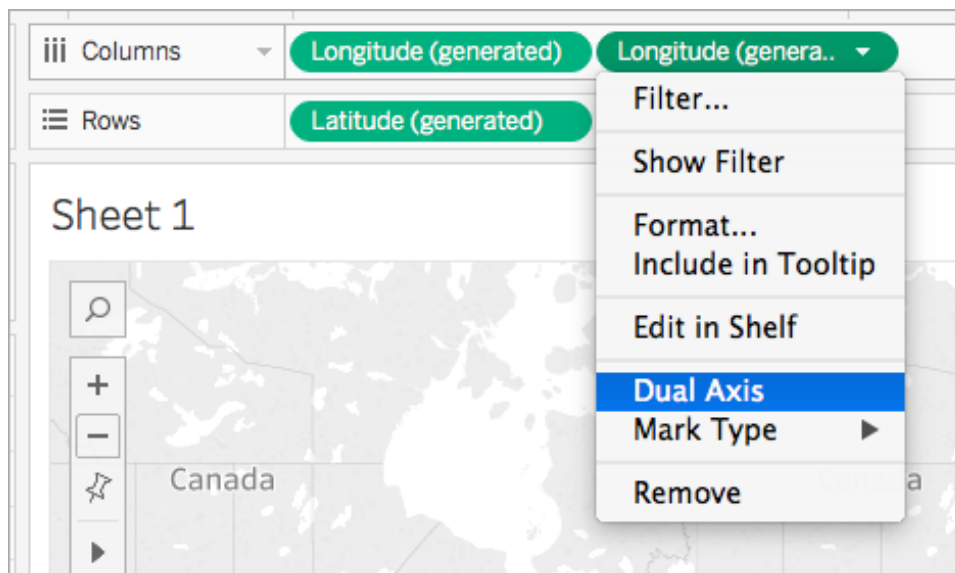 Columns Longitude (generated) Longitude (genera..
Filter...
Rows Latitude (generated)
Show Filter
Sheet 1
Format...
Include in Tooltip
Edit in Shelf
Dual Axis
Mark Type
Canada
Remove